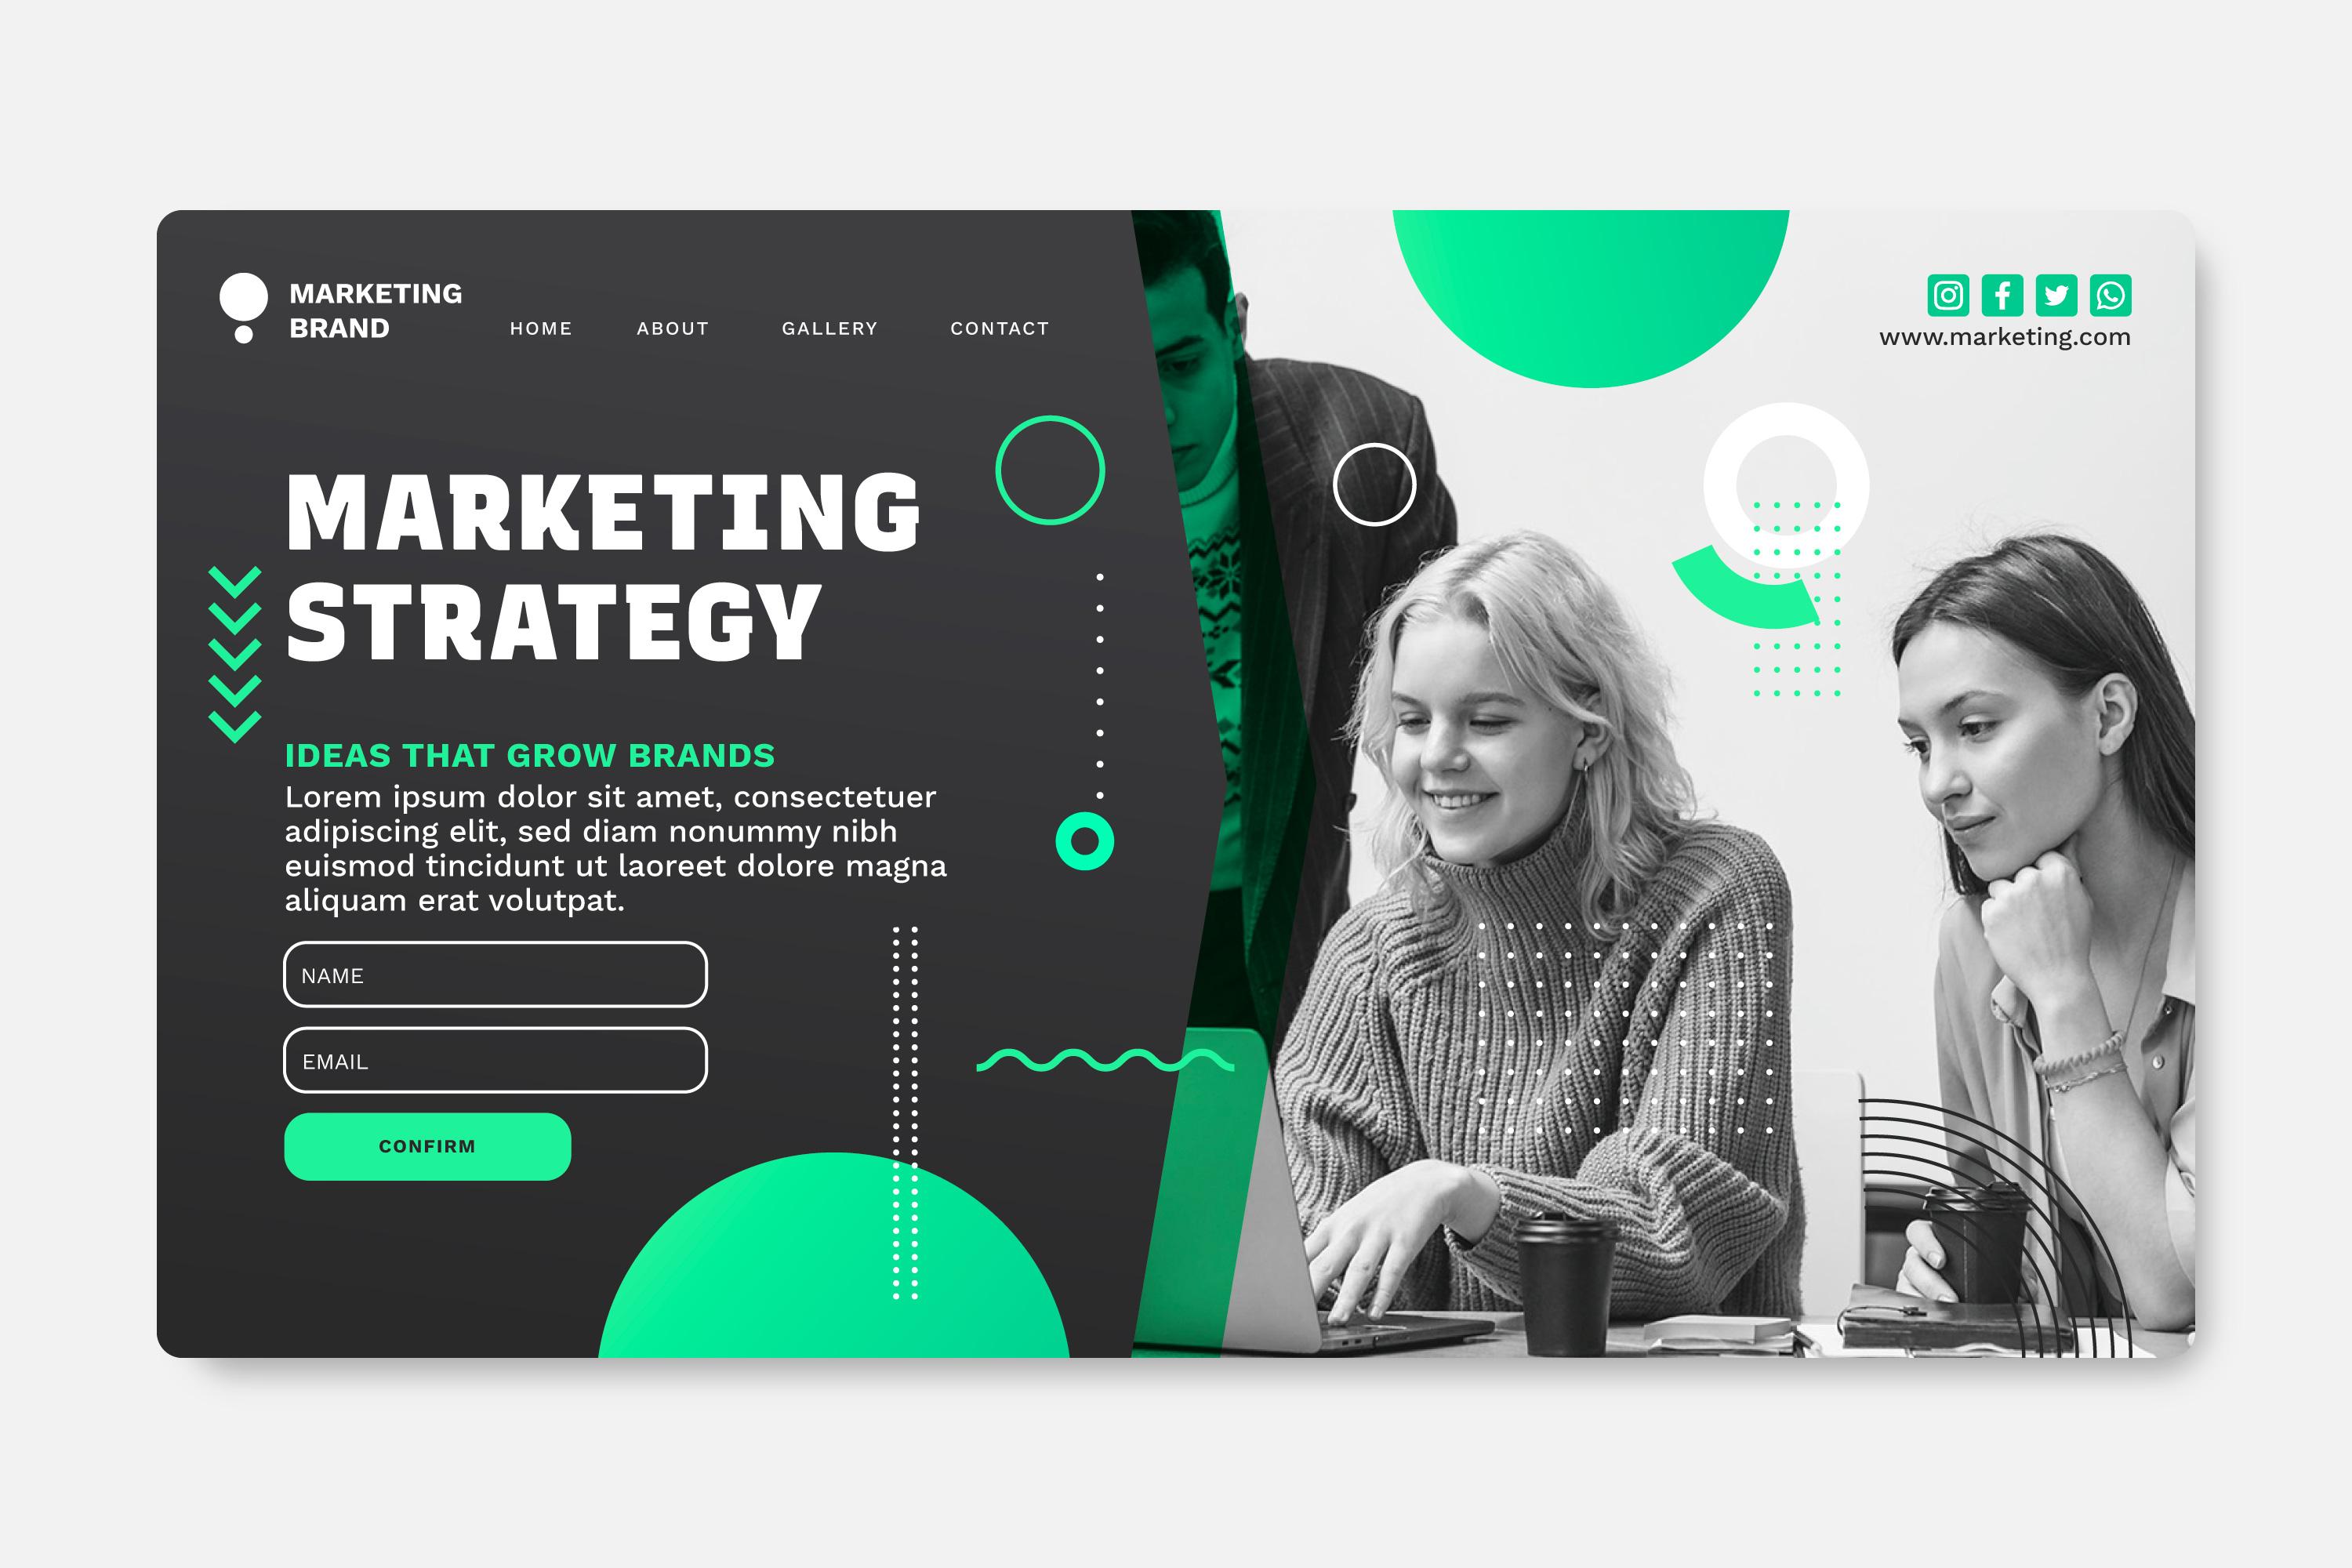 MARKETING
BRAND
HOME ABOUT GALLERY CONTACT
www.marketing.com
MARKETING
STRATEGY
IDEAS THAT GROW BRANDS
Lorem ipsum dolor sit amet, consectetuer
adipiscing elit, sed diam nonummy nibh
euismod tincidunt ut laoreet dolore magna
aliquam erat volutpat.
NAME
EMAIL
CONFIRM